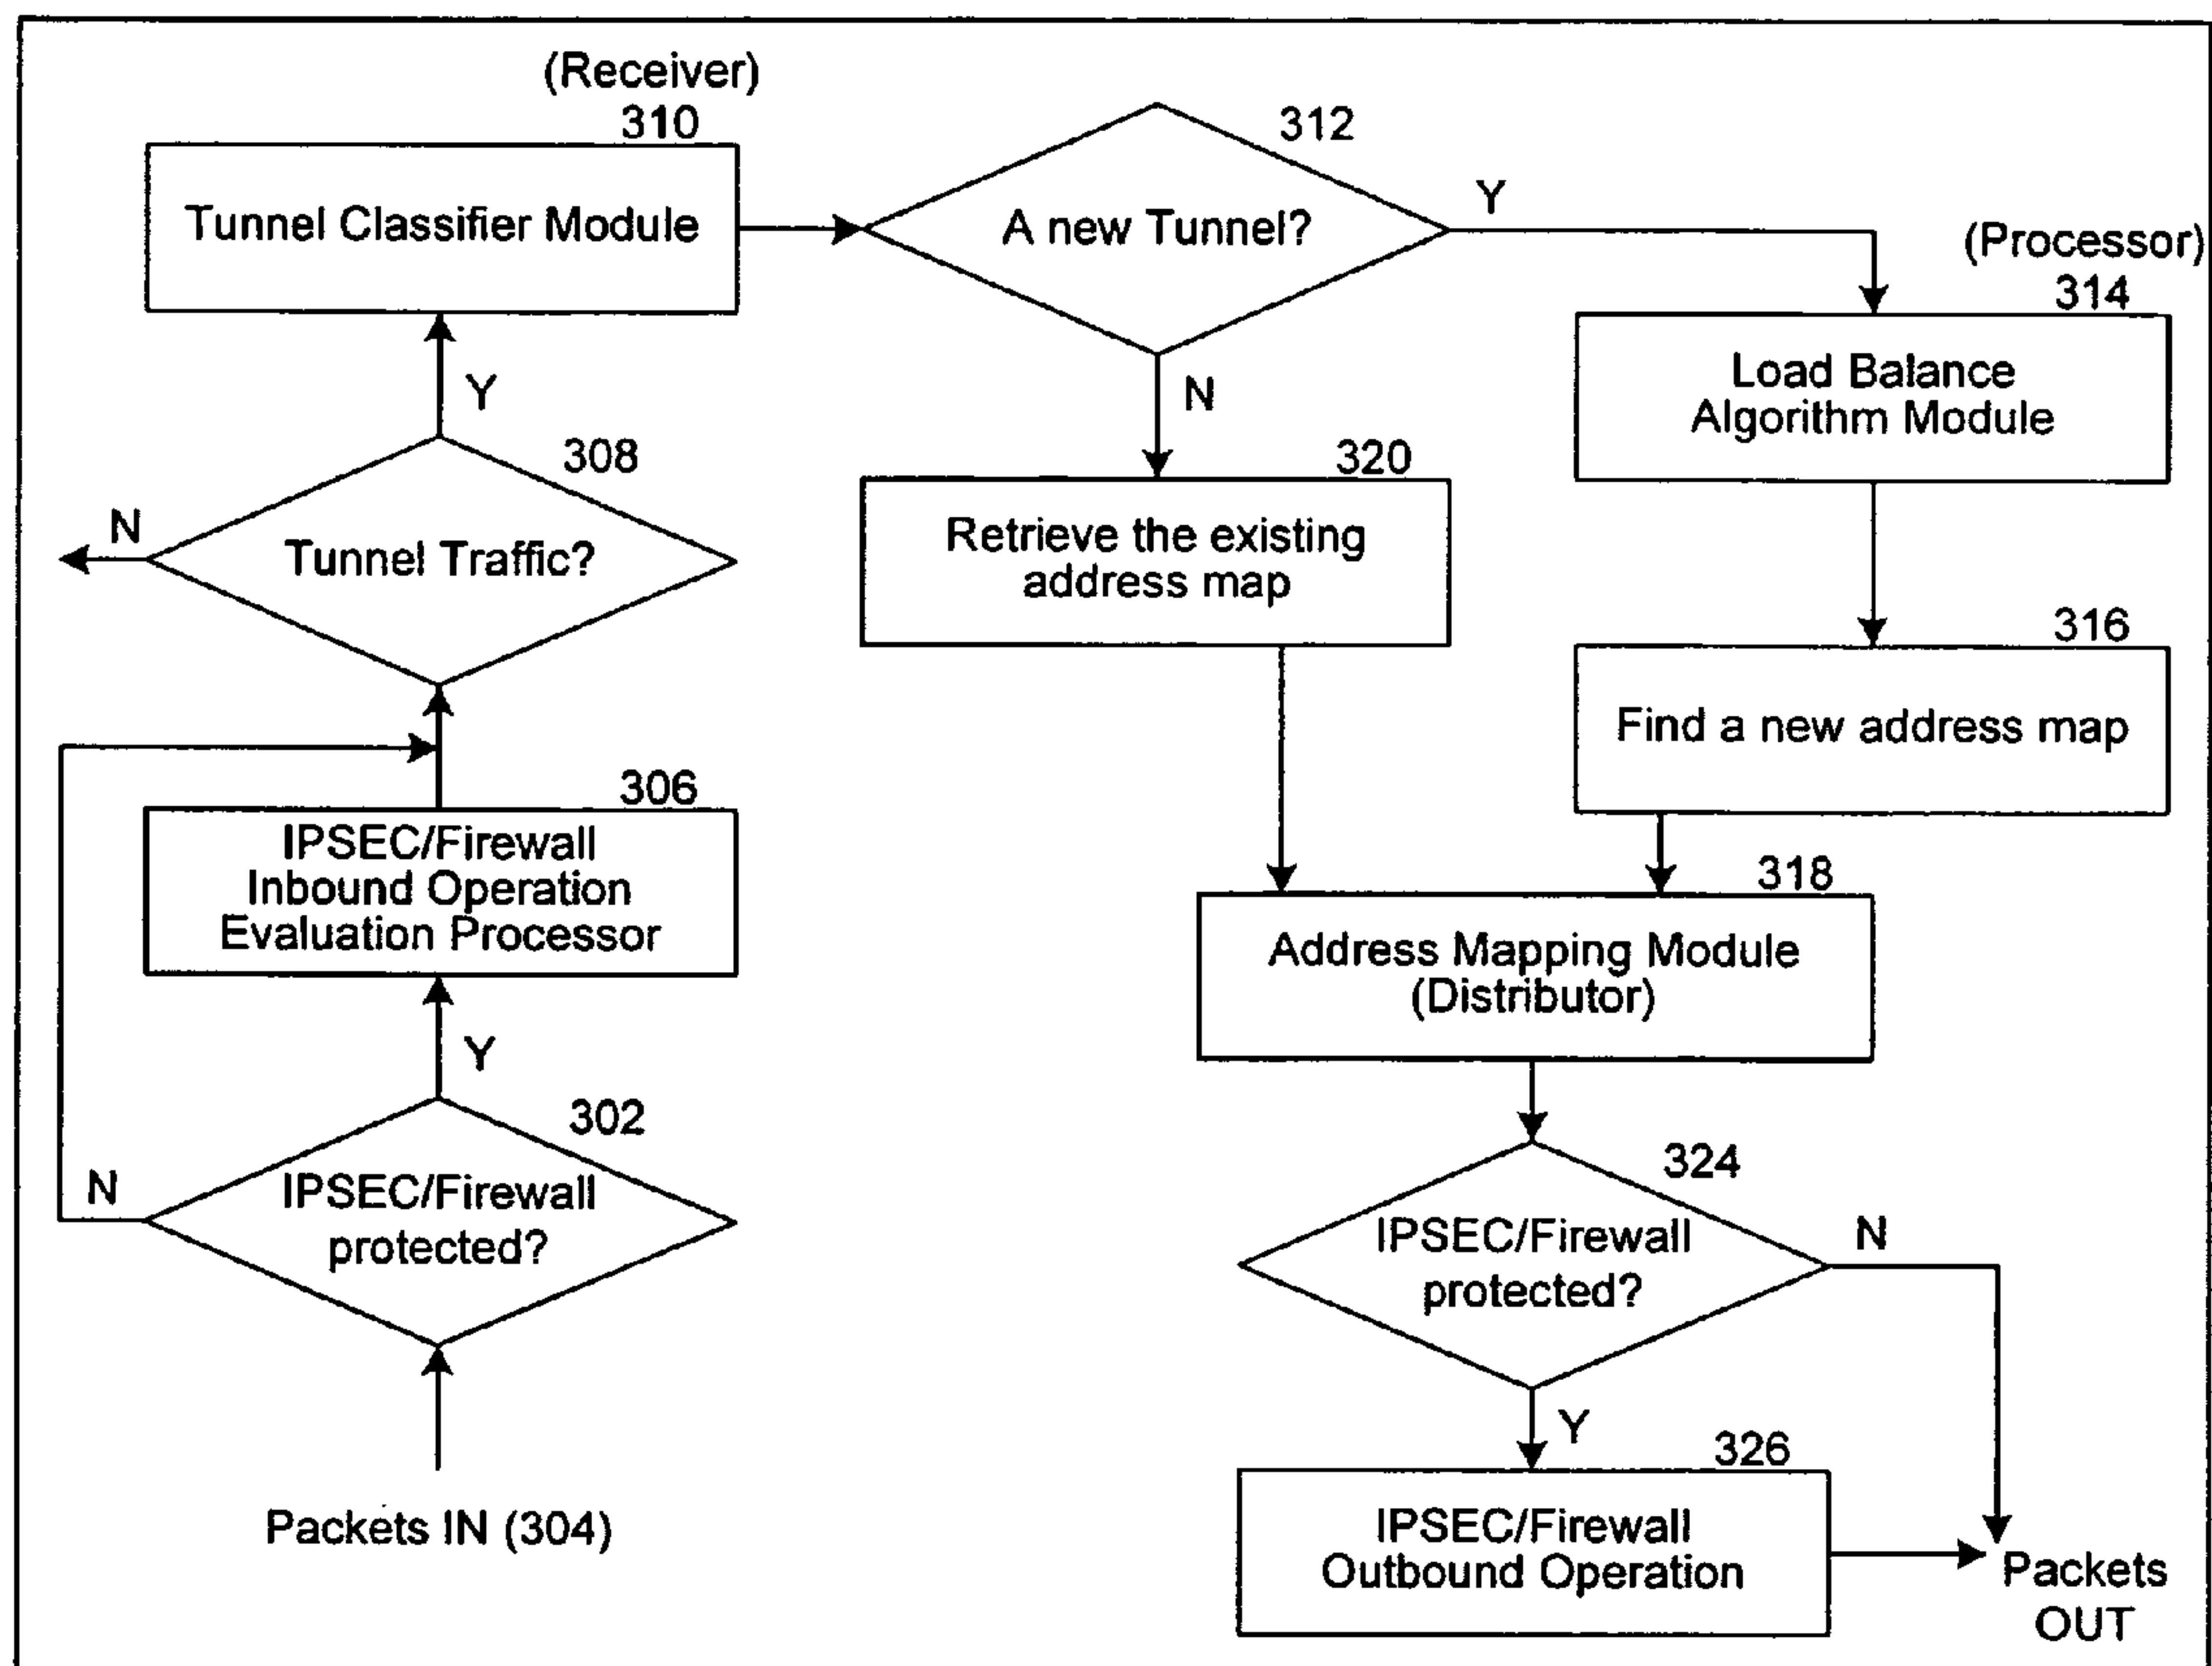 (Receiver)
310
Tunnel Classifier Module
312
A new Tunnel?
Y
(Processor)
314
Load Balance
Algorithm Module
N
320
Retrieve the existing
address map
316
Find a new address map
Y
308
Tunnel Traffic?
N
306
IPSEC/Firewall
Inbound Operation
Evaluation Processor
Y
302
IPSEC/Firewall
protected?
N
Packets IN (304)
318
Address Mapping Module
(Distributor)
324
IPSEC/Firewall
protected?
N
Y
326
IPSEC/Firewall
Outbound Operation
Packets
OUT